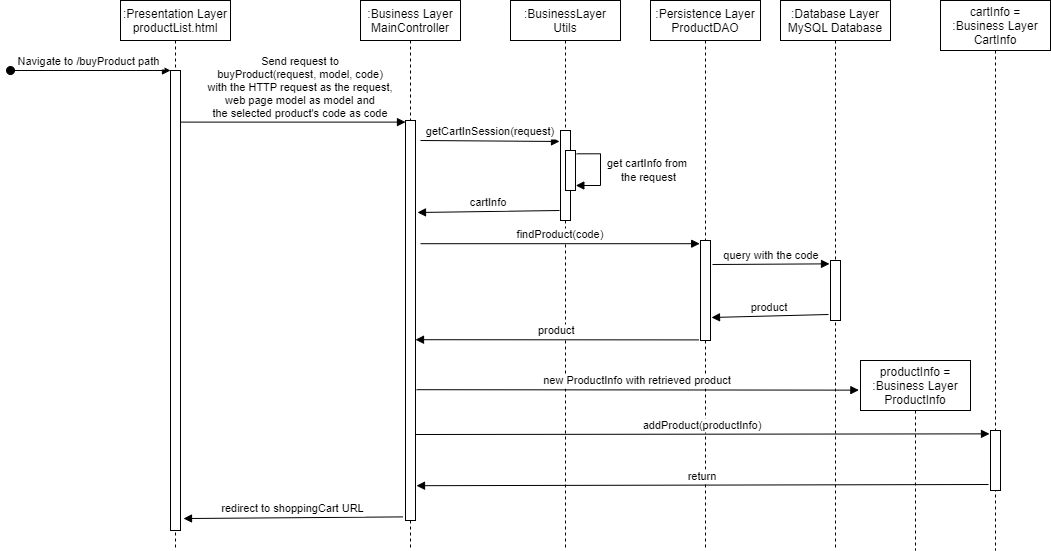 :Presentation Layer
productList.html
:Business Layer
MainController
:BusinessLayer
Utils
:Persistence Layer
ProductDAO
:Database Layer
MySQL Database
cartInfo =
:Business Layer
CartInfo
Navigate to /buyProduct path
Send request to
buyProduct(request, model, code)
with the HTTP request as the request,
web page model as model and
the selected product's code as code
getCartInSession(request)
get cartInfo from
the request
cartInfo
findProduct(code)
query with the code
product
product
new ProductInfo with retrieved product
productInfo =
:Business Layer
ProductInfo
addProduct(productInfo)
return
redirect to shoppingCart URL